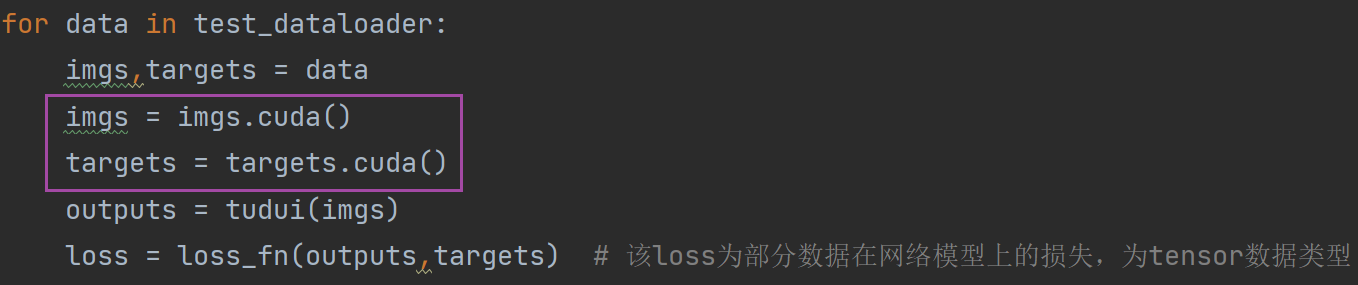 for data in test_dataloader:
    imgs,targets = data
    imgs = imgs.cuda()
    targets = targets.cuda()
    outputs = tudui(imgs)
    loss = loss_fn(outputs,targets)  # 该loss为部分数据在网络模型上的损失，为tensor数据类型